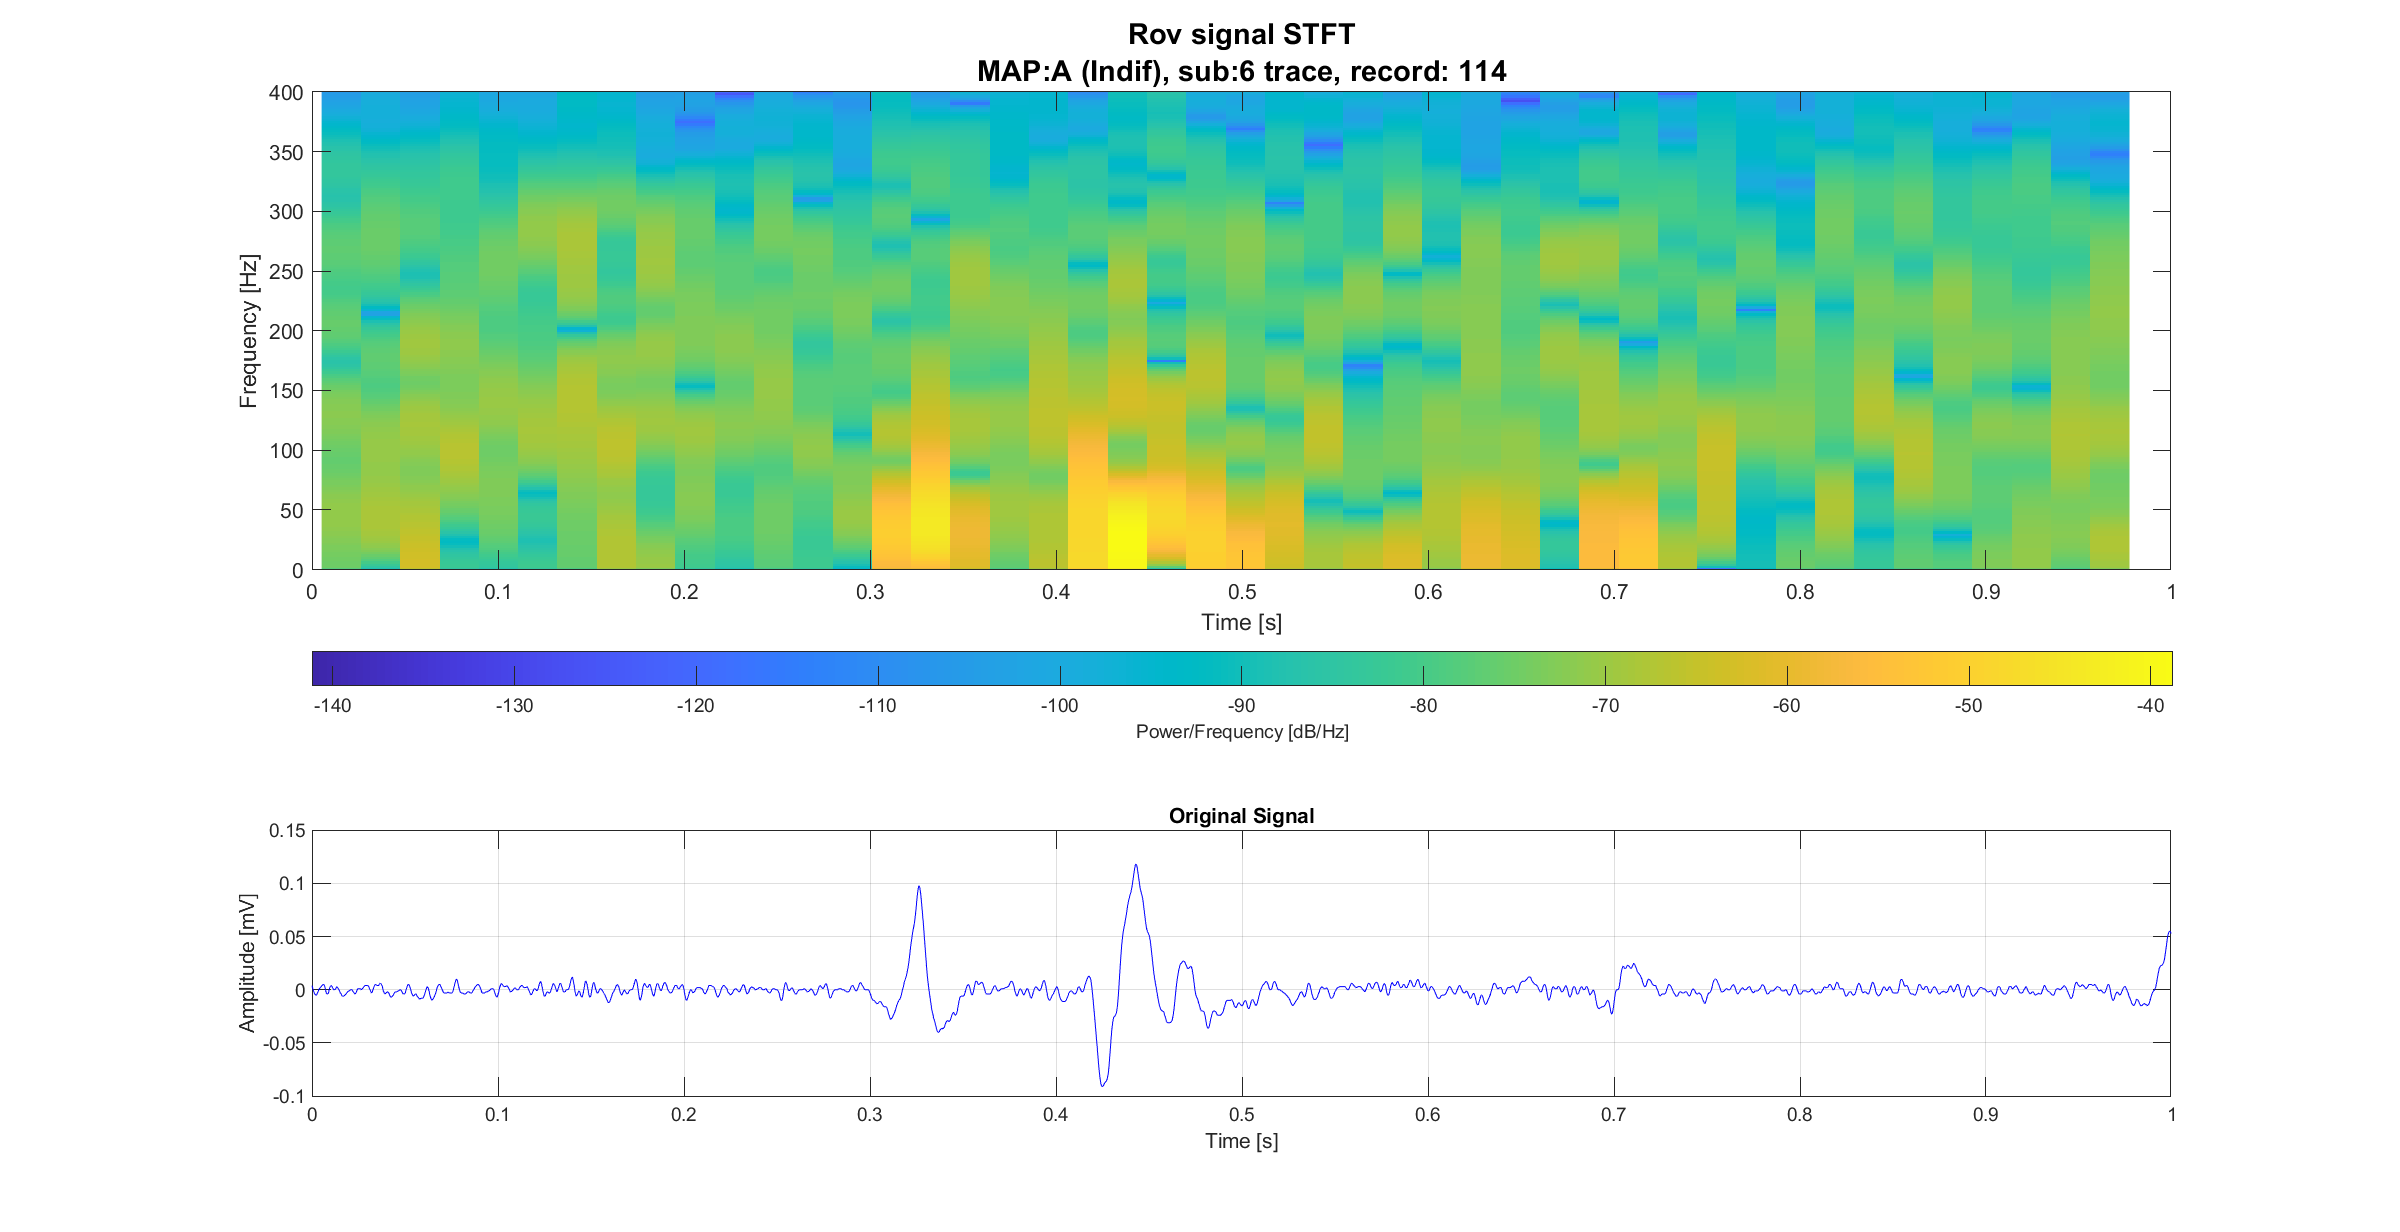 Rov signal STFT
MAP:A (Indif), sub:6 trace, record: 114
400
350
300
250
200
150
100
50
0
Frequency [Hz]
0 0.1 0.2 0.3 0.4 0.5 0.6 0.7 0.8 0.9 1
Time [s]
-140 -130 -120 -110 -100 -90 -80 -70 -60 -50 -40
Power/Frequency [dB/Hz]
Original Signal
0.15
0.1
0.05
0
-0.05
-0.1
Amplitude [mV]
0 0.1 0.2 0.3 0.4 0.5 0.6 0.7 0.8 0.9 1
Time [s]